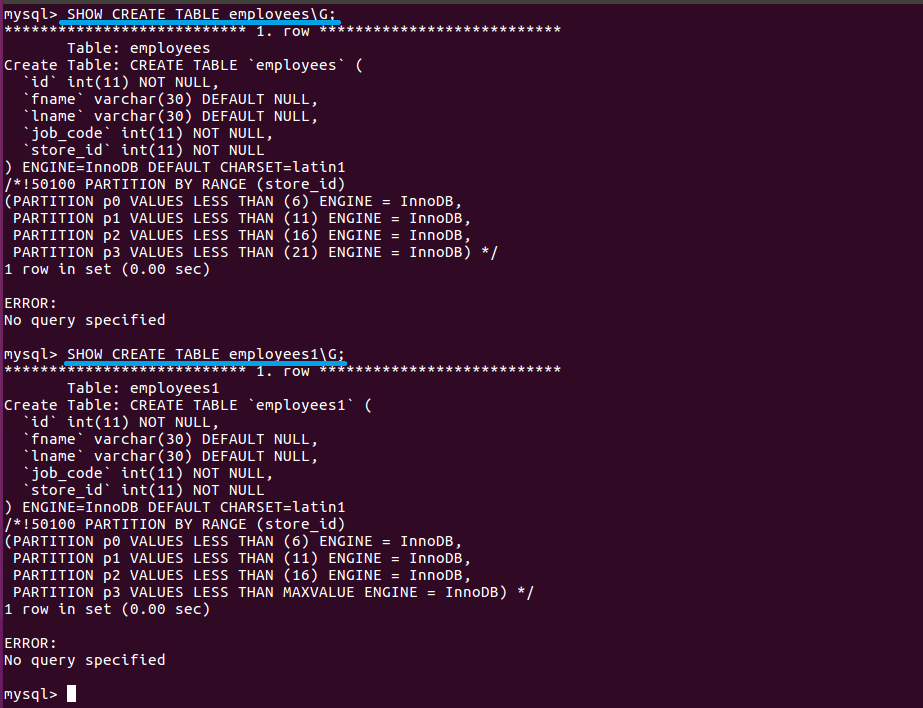 mysql> SHOW CREATE TABLE employees\G;
*************************** 1. row ***************************
       Table: employees
Create Table: CREATE TABLE `employees` (
  `id` int(11) NOT NULL,
  `fname` varchar(30) DEFAULT NULL,
  `lname` varchar(30) DEFAULT NULL,
  `job_code` int(11) NOT NULL,
  `store_id` int(11) NOT NULL
) ENGINE=InnoDB DEFAULT CHARSET=latin1
/*!50100 PARTITION BY RANGE (store_id)
(PARTITION p0 VALUES LESS THAN (6) ENGINE = InnoDB,
 PARTITION p1 VALUES LESS THAN (11) ENGINE = InnoDB,
 PARTITION p2 VALUES LESS THAN (16) ENGINE = InnoDB,
 PARTITION p3 VALUES LESS THAN (21) ENGINE = InnoDB) */
1 row in set (0.00 sec)

ERROR:
No query specified

mysql> SHOW CREATE TABLE employees1\G;
*************************** 1. row ***************************
       Table: employees1
Create Table: CREATE TABLE `employees1` (
  `id` int(11) NOT NULL,
  `fname` varchar(30) DEFAULT NULL,
  `lname` varchar(30) DEFAULT NULL,
  `job_code` int(11) NOT NULL,
  `store_id` int(11) NOT NULL
) ENGINE=InnoDB DEFAULT CHARSET=latin1
/*!50100 PARTITION BY RANGE (store_id)
(PARTITION p0 VALUES LESS THAN (6) ENGINE = InnoDB,
 PARTITION p1 VALUES LESS THAN (11) ENGINE = InnoDB,
 PARTITION p2 VALUES LESS THAN (16) ENGINE = InnoDB,
 PARTITION p3 VALUES LESS THAN MAXVALUE ENGINE = InnoDB) */
1 row in set (0.00 sec)

ERROR:
No query specified

mysql>